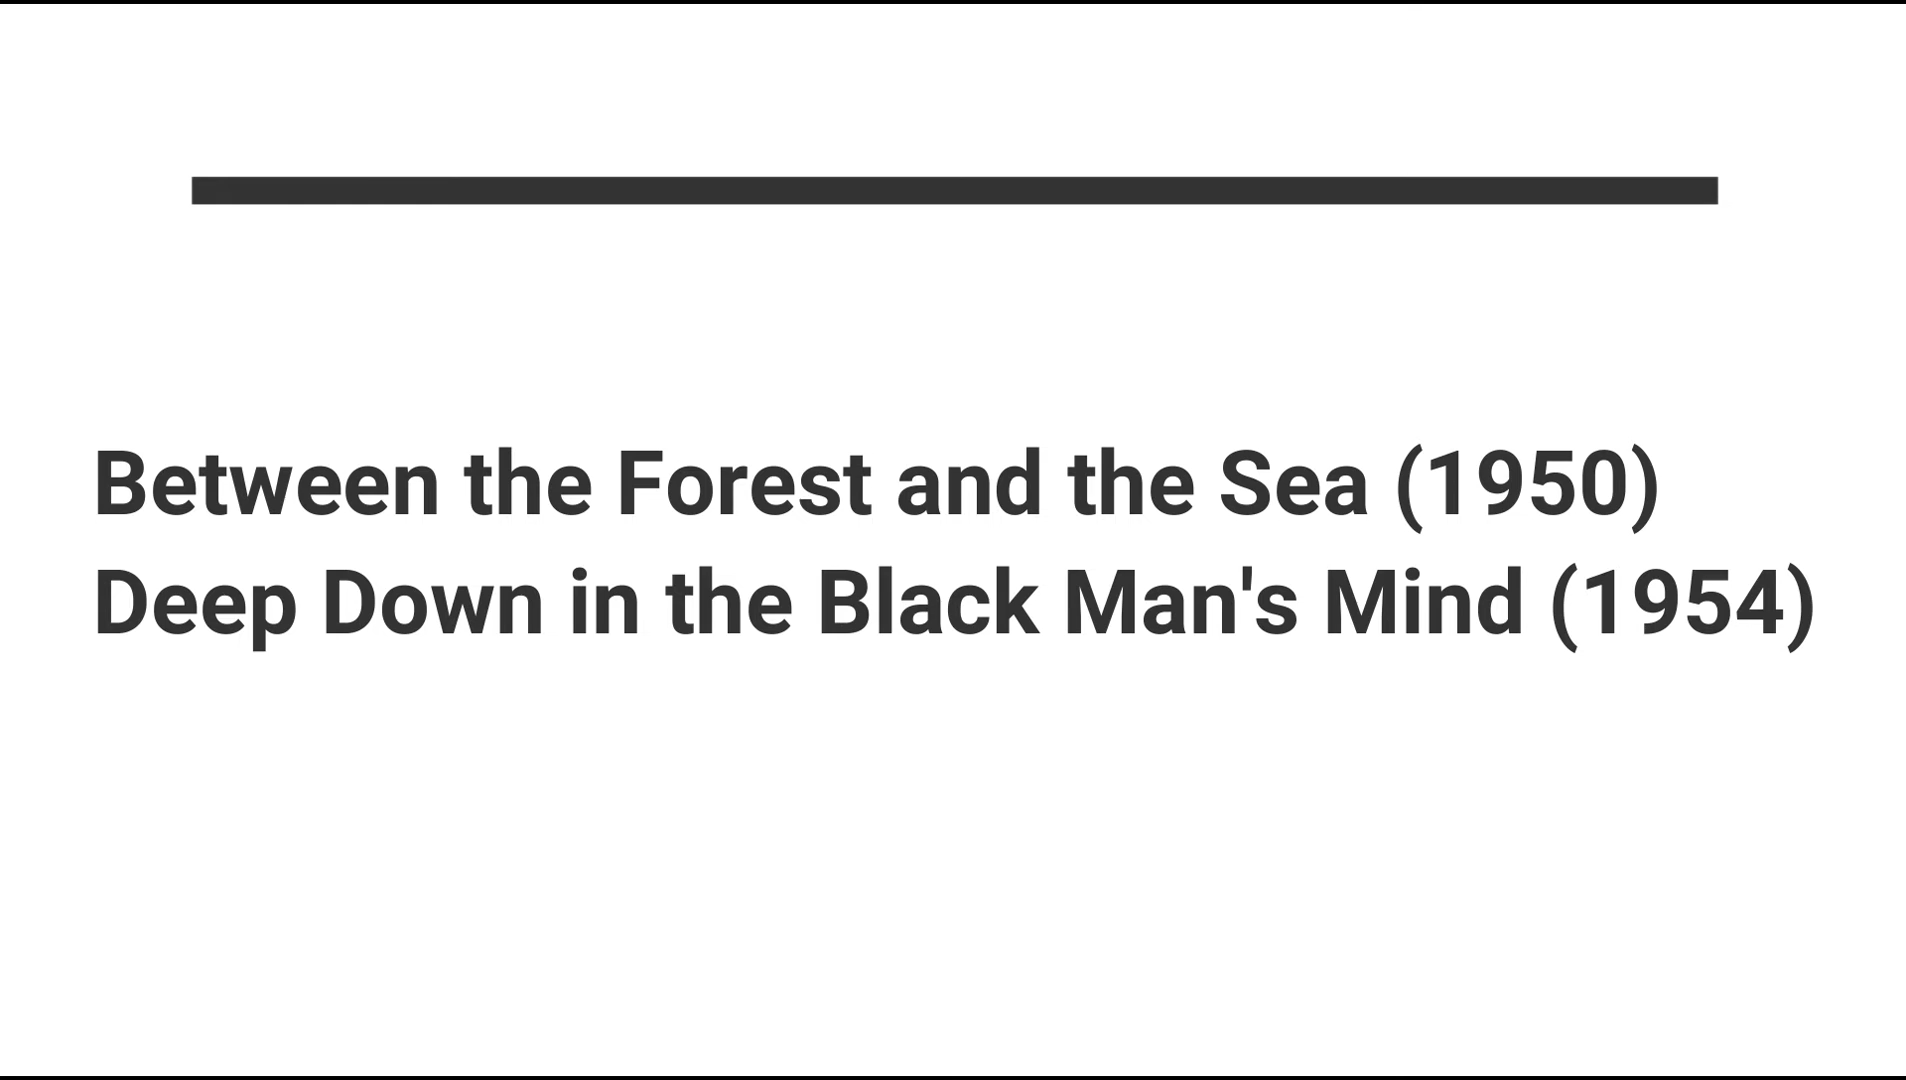 Between the Forest and the Sea (1950)
Deep Down in the Black Man's Mind (1954)